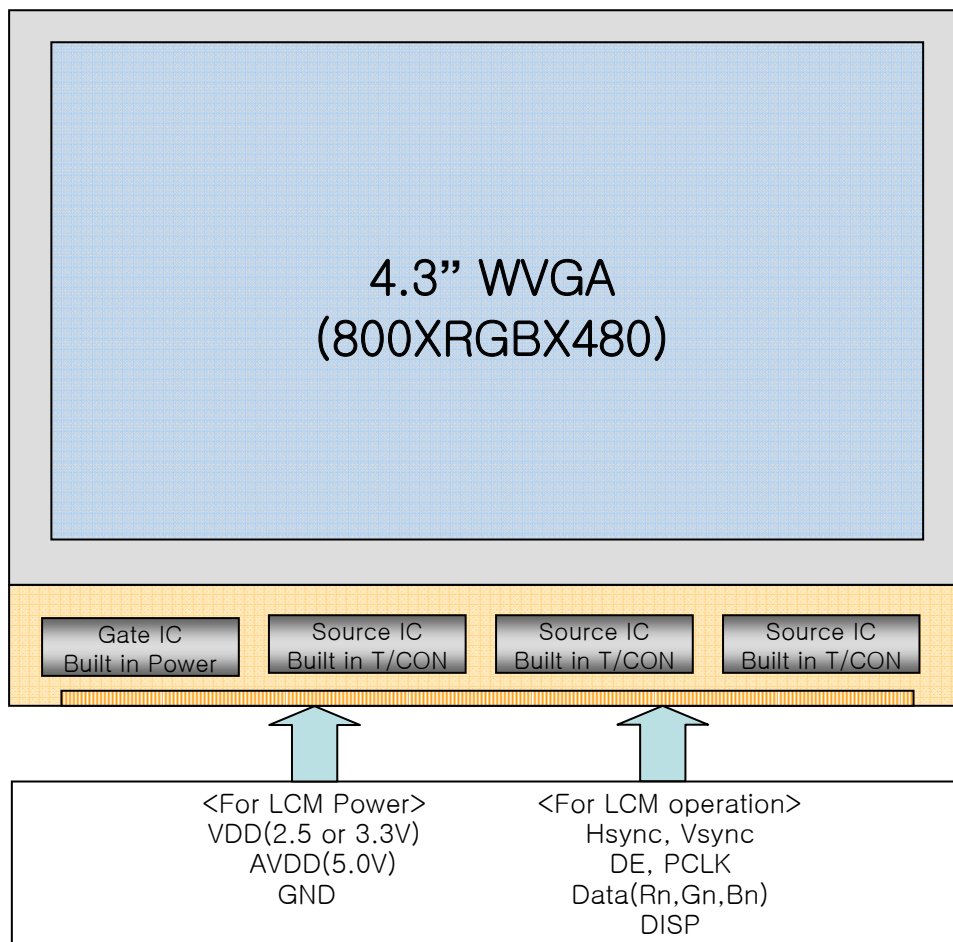 4.3” WVGA
(800XRGBX480)
Gate IC
Built in Power
Source IC
Built in T/CON
Source IC
Built in T/CON
Source IC
Built in T/CON
<For LCM Power>
VDD(2.5 or 3.3V)
AVDD(5.0V)
GND
<For LCM operation>
Hsync, Vsync
DE, PCLK
Data(Rn,Gn,Bn)
DISP